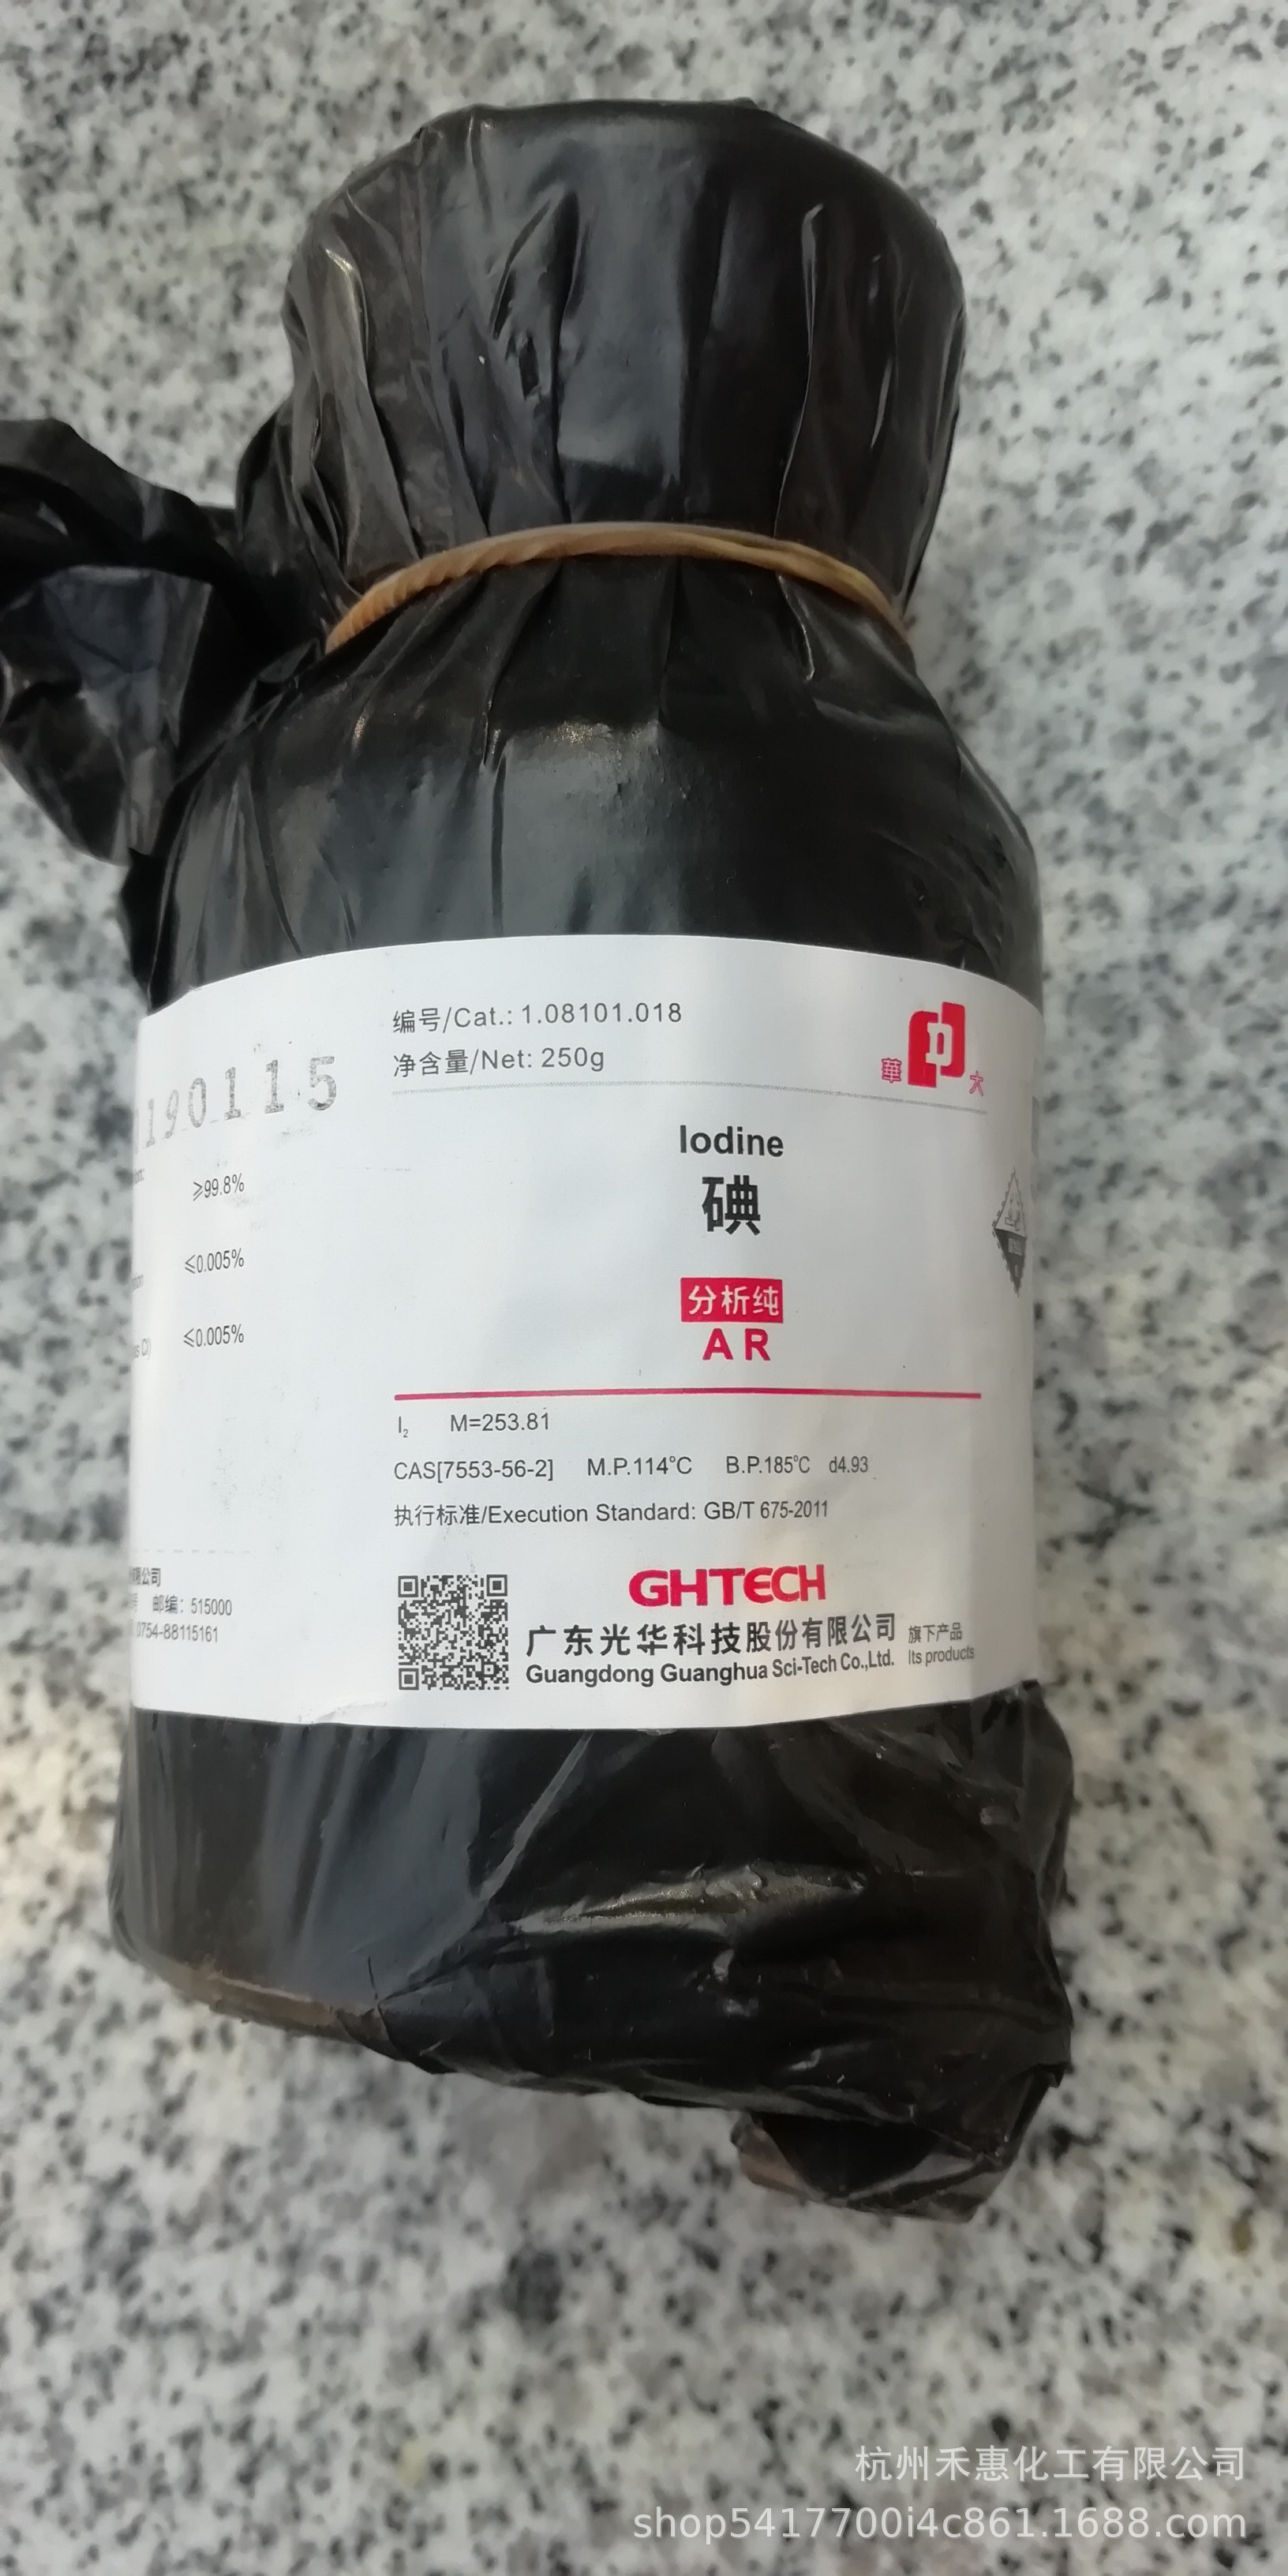 编号/Cat.: 1.08101.018
净含量/Net: 250g
華 大
Iodine
碘
分析纯
AR
I₂ M=253.81
CAS[7553-56-2] M.P.114℃ B.P.185℃ d4.93
执行标准/Execution Standard: GB/T 675-2011
GHTECH
广东光华科技股份有限公司 旗下产品
Guangdong Guanghua Sci-Tech Co.,Ltd. Its products
190115
≥99.8%
≤0.005%
≤0.005%
公司
邮编: 515000
0754-88115161
杭州禾惠化工有限公司
shop5417700i4c861.1688.com